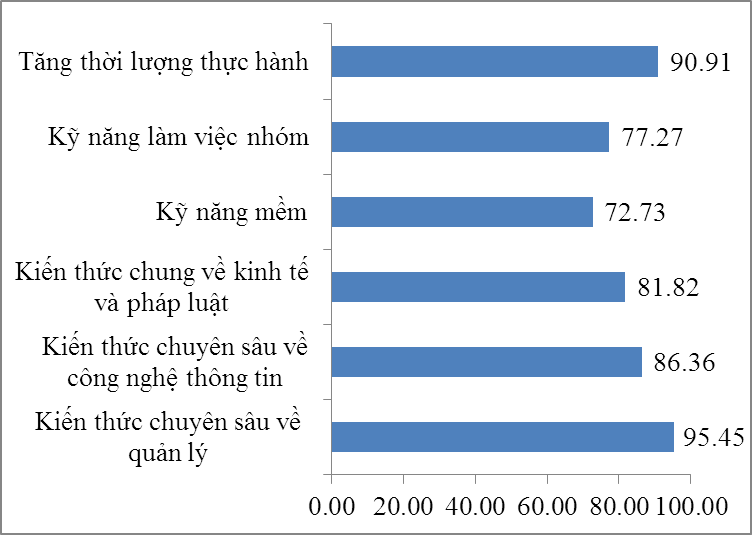 Tăng thời lượng thực hành
90.91
Kỹ năng làm việc nhóm
77.27
Kỹ năng mềm
72.73
Kiến thức chung về kinh tế
và pháp luật
81.82
Kiến thức chuyên sâu về
công nghệ thông tin
86.36
Kiến thức chuyên sâu về
quản lý
95.45
0.00 20.00 40.00 60.00 80.00 100.00